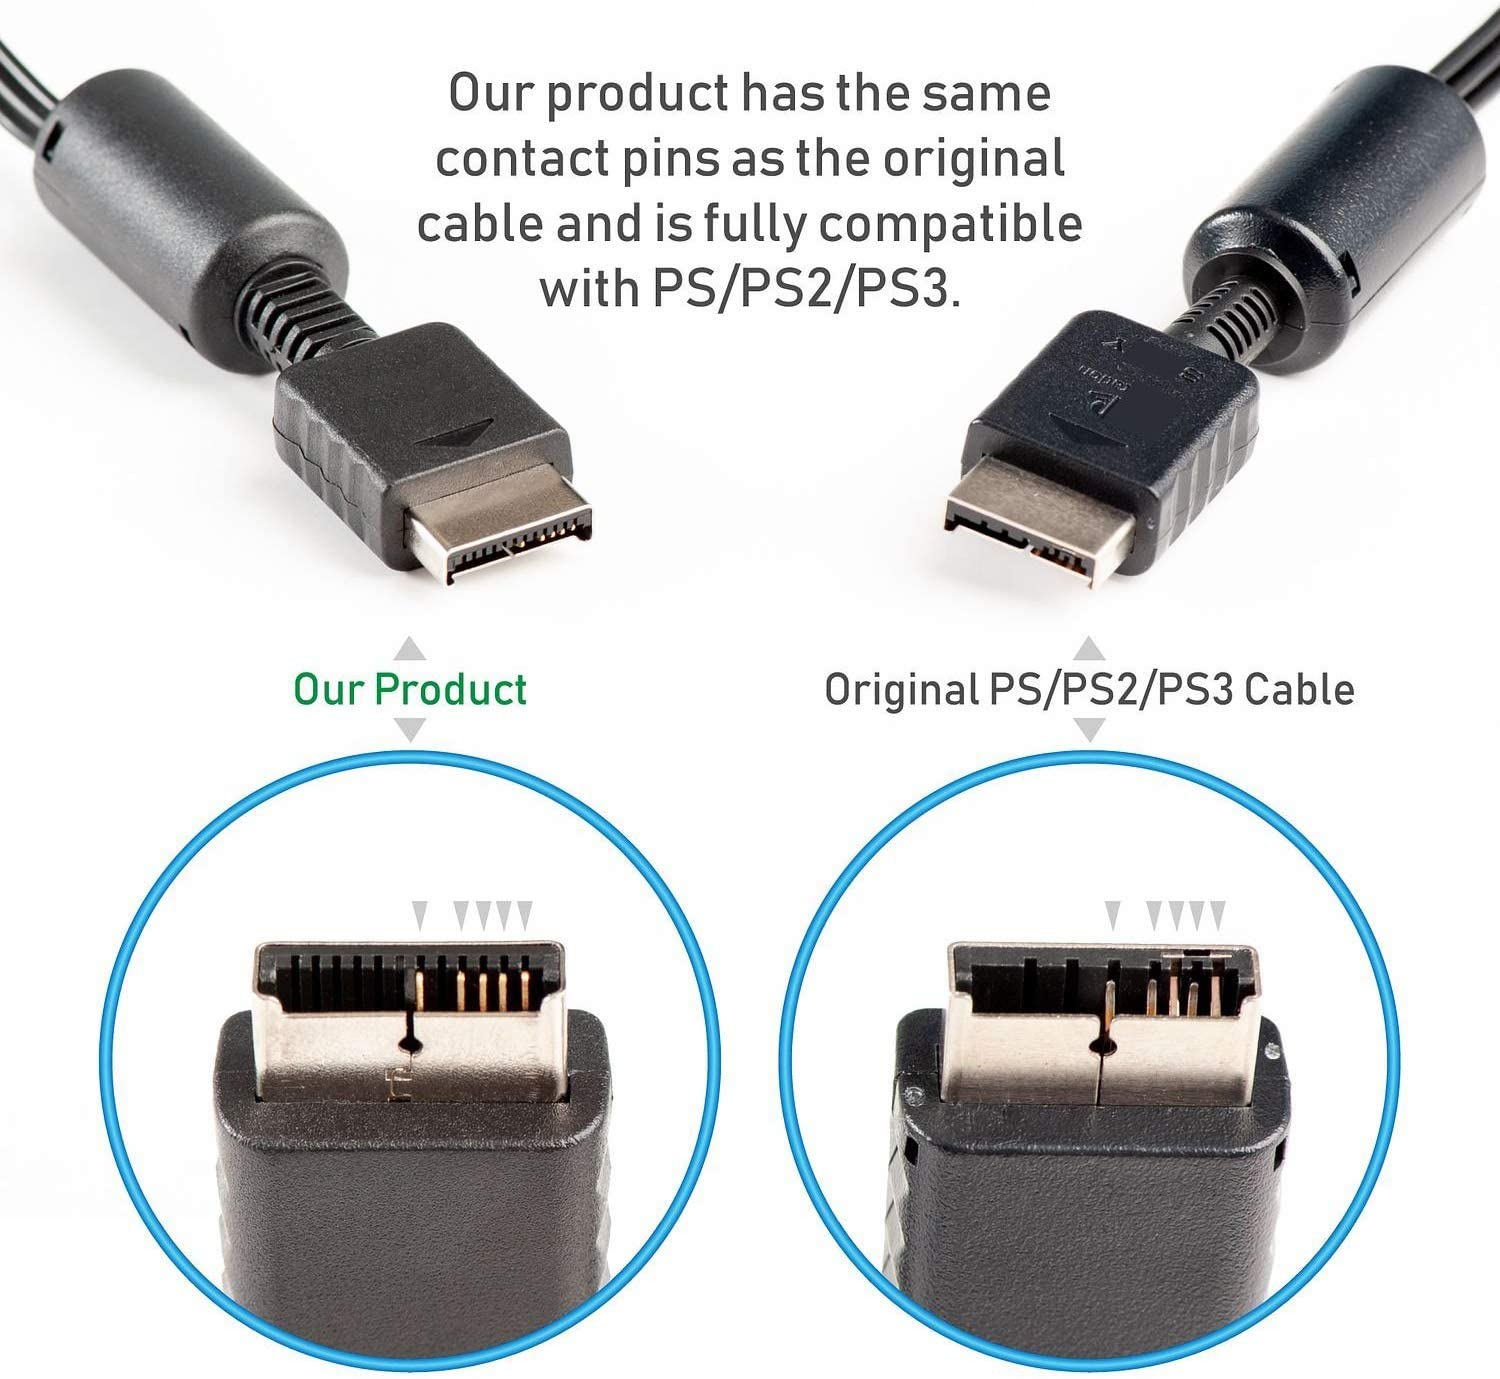 Our product has the same
contact pins as the original
cable and is fully compatible
with PS/PS2/PS3.
Our Product
Original PS/PS2/PS3 Cable